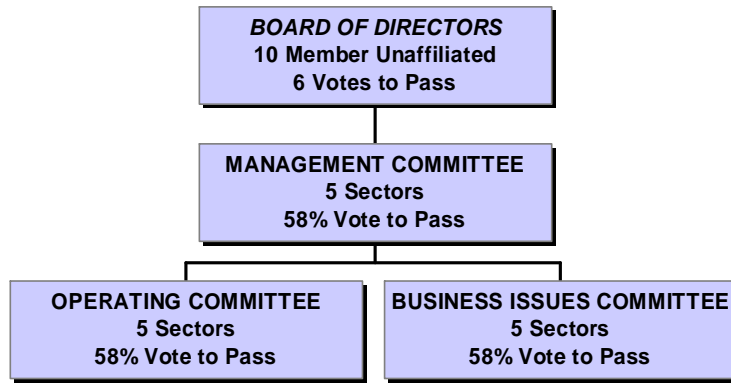 BOARD OF DIRECTORS
10 Member Unaffiliated
6 Votes to Pass
MANAGEMENT COMMITTEE
5 Sectors
58% Vote to Pass
OPERATING COMMITTEE
5 Sectors
58% Vote to Pass
BUSINESS ISSUES COMMITTEE
5 Sectors
58% Vote to Pass